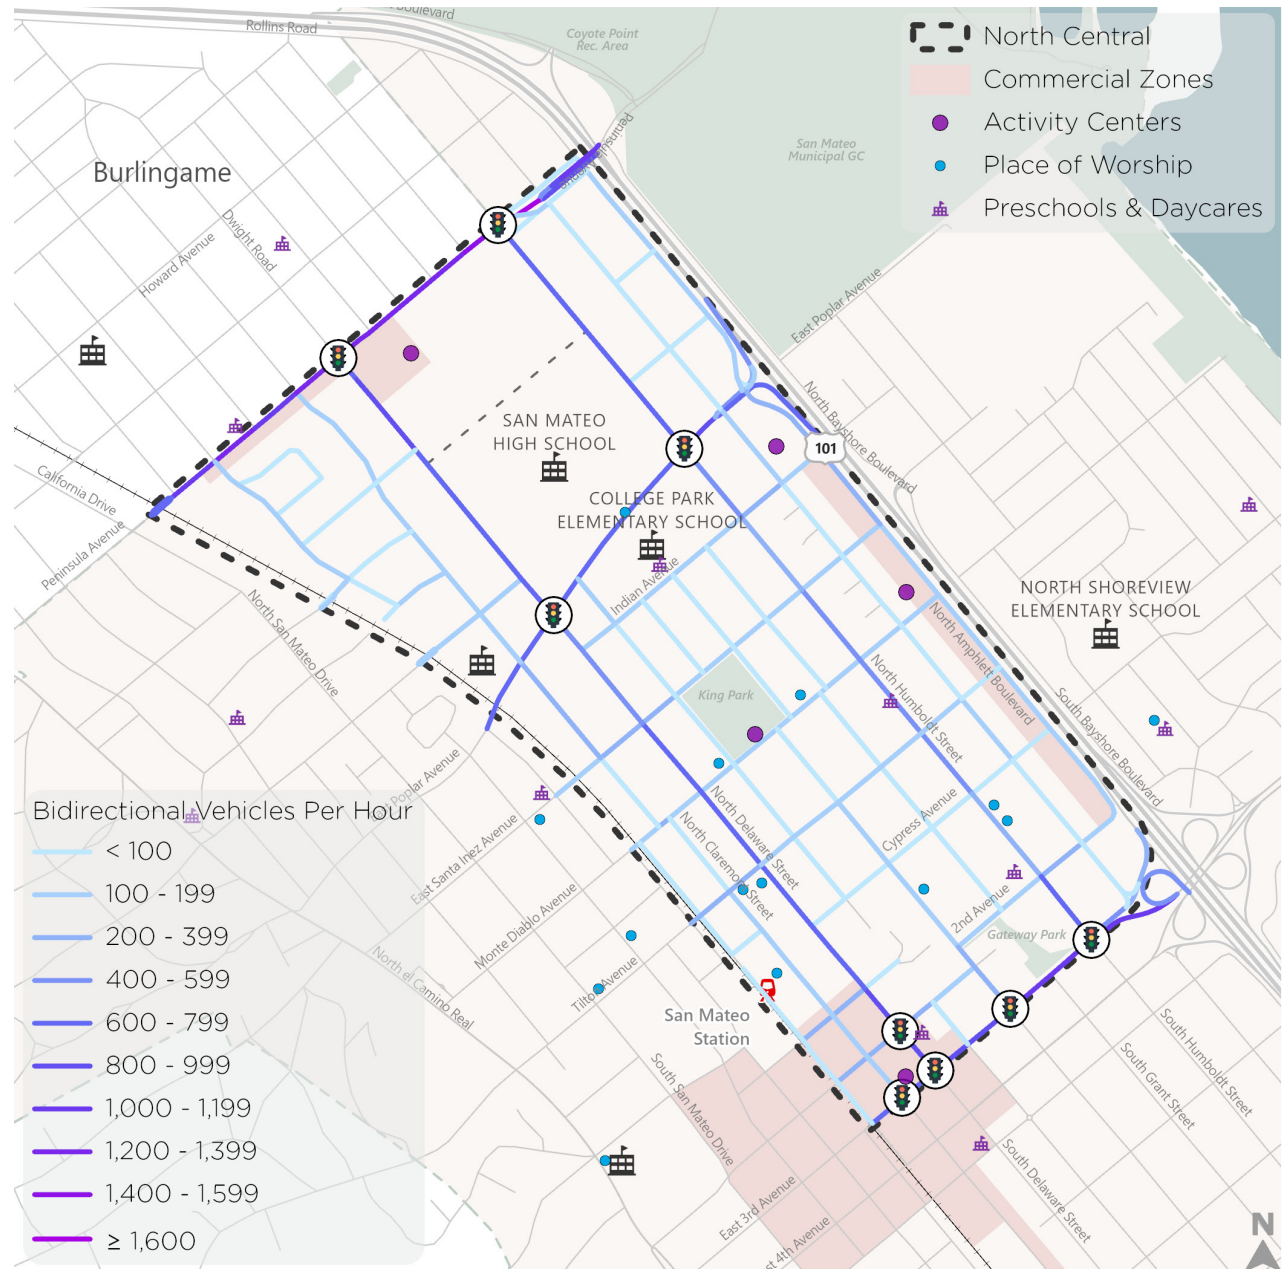 Boulevard
Rollins Road
Coyote Point
Rec. Area
North Central
Commercial Zones
Activity Centers
Place of Worship
Preschools & Daycares
San Mateo
Municipal GC
Peninsula Avenue
Burlingame
Dwight Road
Howard Avenue
East Poplar Avenue
North Bayshore Boulevard
101
SAN MATEO
HIGH SCHOOL
COLLEGE PARK
ELEMENTARY SCHOOL
California Drive
Peninsula Avenue
Indian Avenue
NORTH SHOREVIEW
ELEMENTARY SCHOOL
North San Mateo Drive
North Amphlett Boulevard
North Humboldt Street
King Park
South Bayshore Boulevard
Poplar Avenue
North Delaware Street
North Claremont Street
Cypress Avenue
East Santa Inez Avenue
2nd Avenue
Gateway Park
Monte Diablo Avenue
Tilton Avenue
North el Camino Real
San Mateo
Station
South San Mateo Drive
South Humboldt Street
South Grant Street
South Delaware Street
East 3rd Avenue
st 4th Avenue
Bidirectional Vehicles Per Hour
< 100
100 - 199
200 - 399
400 - 599
600 - 799
800 - 999
1,000 - 1,199
1,200 - 1,399
1,400 - 1,599
≥ 1,600
N